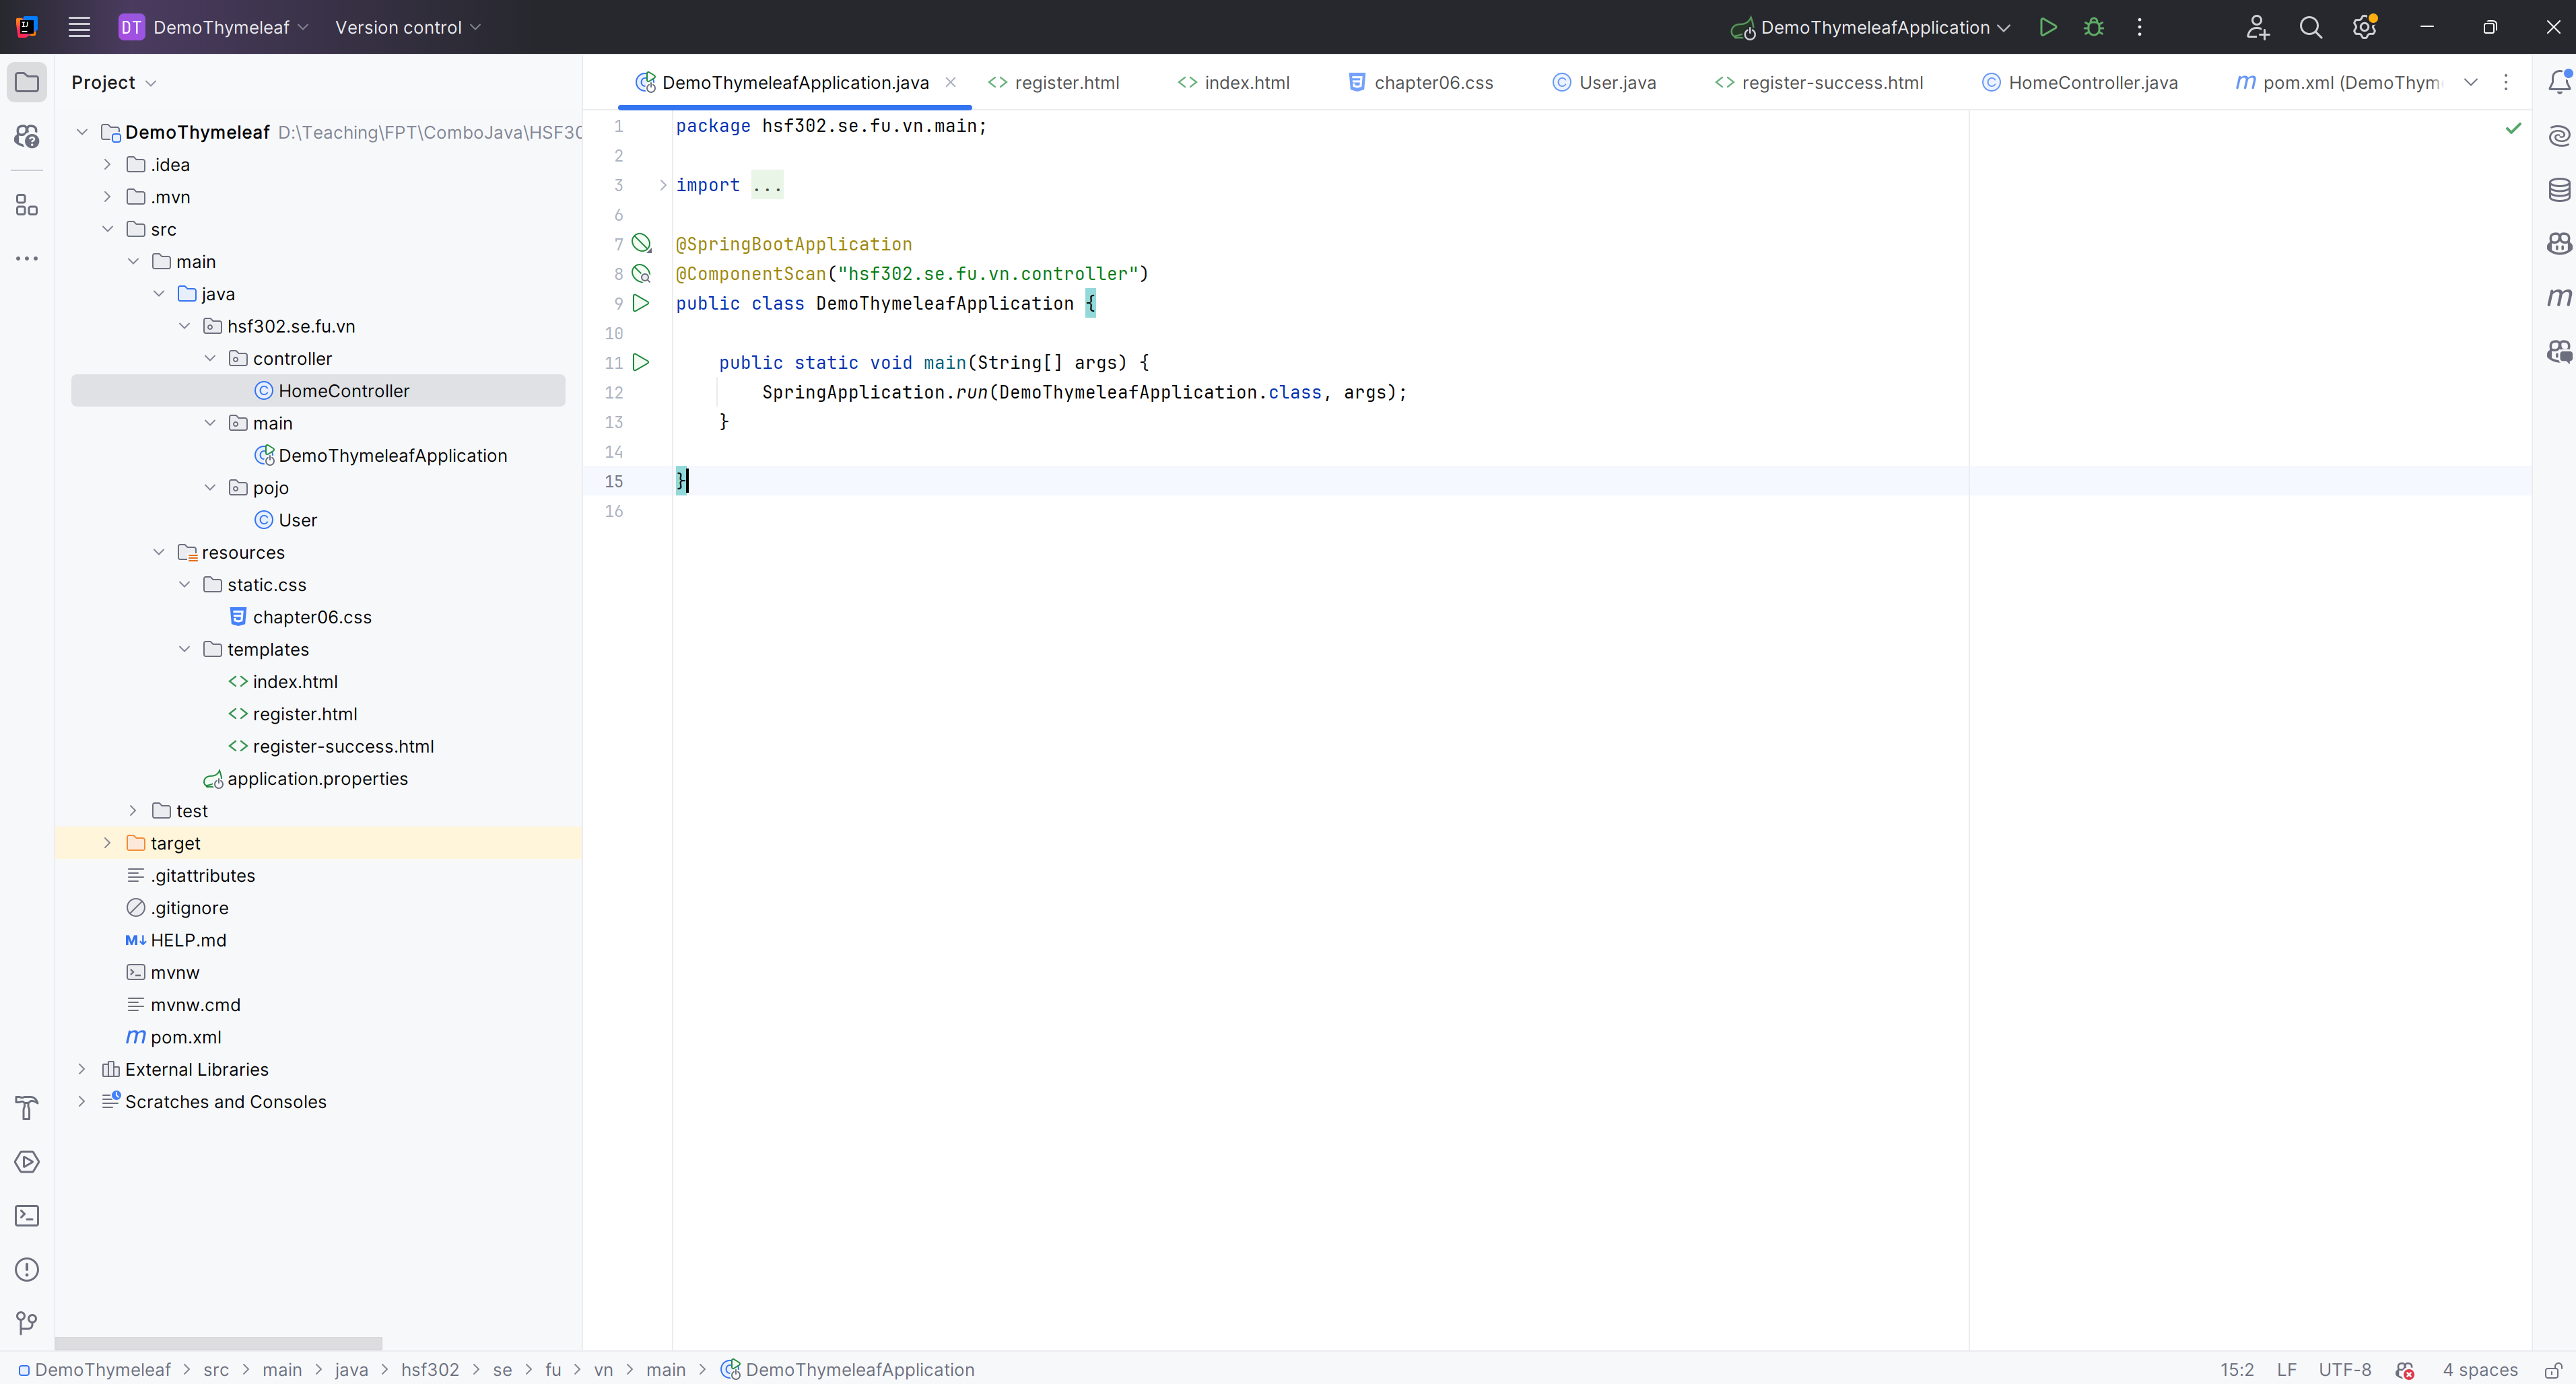 DT DemoThymeleaf Version control DemoThymeleafApplication
Project
DemoThymeleafApplication.java register.html index.html chapter06.css User.java register-success.html HomeController.java pom.xml (DemoThym
DemoThymeleaf D:\Teaching\FPT\ComboJava\HSF30
.idea
.mvn
src
main
java
hsf302.se.fu.vn
controller
HomeController
main
DemoThymeleafApplication
pojo
User
resources
static.css
chapter06.css
templates
index.html
register.html
register-success.html
application.properties
test
target
.gitattributes
.gitignore
M↓ HELP.md
mvnw
mvnw.cmd
m pom.xml
External Libraries
Scratches and Consoles
1 package hsf302.se.fu.vn.main;
2
3 import ...
6
7 @SpringBootApplication
8 @ComponentScan("hsf302.se.fu.vn.controller")
9 public class DemoThymeleafApplication {
10
11 public static void main(String[] args) {
12 SpringApplication.run(DemoThymeleafApplication.class, args);
13 }
14
15 }
16
DemoThymeleaf > src > main > java > hsf302 > se > fu > vn > main > DemoThymeleafApplication 15:2 LF UTF-8 4 spaces